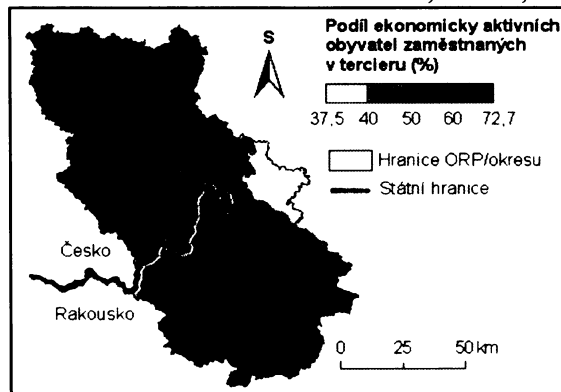 Podíl ekonomicky aktivních
obyvatel zaměstnaných
v tercieru (%)
S
37,5 40 50 60 72,7
Hranice ORP/okresu
Státní hranice
Česko
Rakousko
0 25 50 km